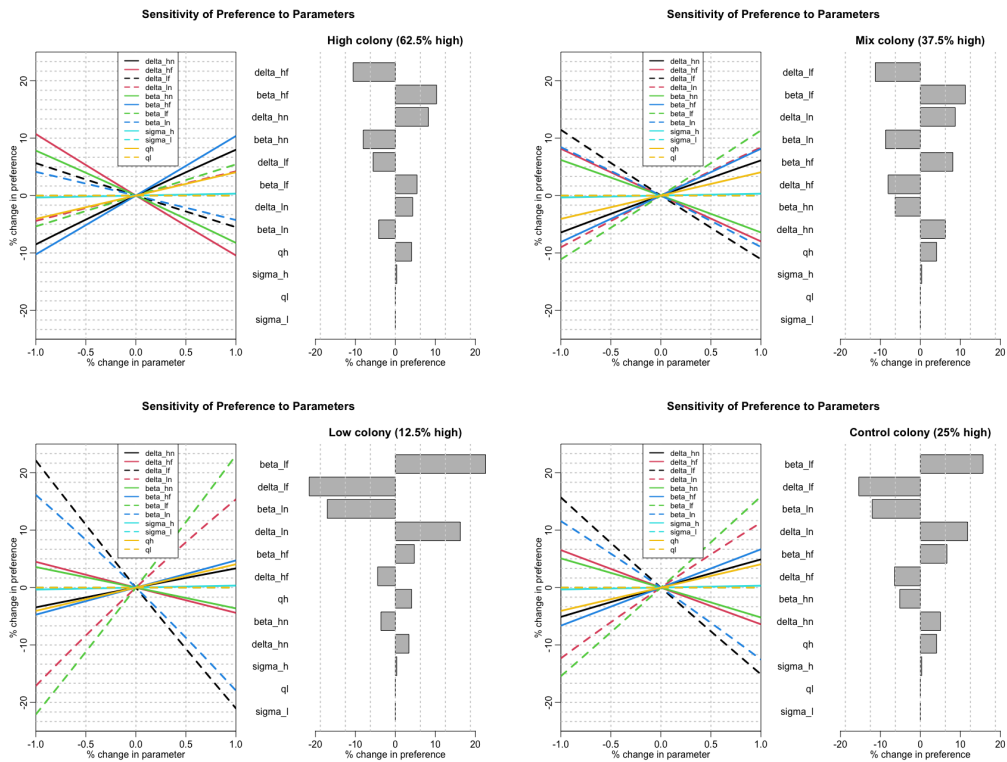 Sensitivity of Preference to Parameters
% change in preference
20
10
0
-10
-20
delta_hn
delta_hf
delta_lf
delta_ln
beta_hn
beta_hf
beta_lf
beta_ln
sigma_h
sigma_l
qh
ql
-1.0 -0.5 0.0 0.5 1.0
% change in parameter
High colony (62.5% high)
delta_hf
beta_hf
delta_hn
beta_hn
delta_lf
beta_lf
delta_ln
beta_ln
qh
sigma_h
ql
sigma_l
-20 -10 0 10 20
% change in preference
Sensitivity of Preference to Parameters
% change in preference
20
10
0
-10
-20
delta_hn
delta_hf
delta_lf
delta_ln
beta_hn
beta_hf
beta_lf
beta_ln
sigma_h
sigma_l
qh
ql
-1.0 -0.5 0.0 0.5 1.0
% change in parameter
Mix colony (37.5% high)
delta_lf
beta_lf
delta_ln
beta_ln
beta_hf
delta_hf
beta_hn
delta_hn
qh
sigma_h
ql
sigma_l
-20 -10 0 10 20
% change in preference
Sensitivity of Preference to Parameters
% change in preference
20
10
0
-10
-20
delta_hn
delta_hf
delta_lf
delta_ln
beta_hn
beta_hf
beta_lf
beta_ln
sigma_h
sigma_l
qh
ql
-1.0 -0.5 0.0 0.5 1.0
% change in parameter
Low colony (12.5% high)
beta_lf
delta_lf
beta_ln
delta_ln
beta_hf
delta_hf
qh
beta_hn
delta_hn
sigma_h
ql
sigma_l
-20 -10 0 10 20
% change in preference
Sensitivity of Preference to Parameters
% change in preference
20
10
0
-10
-20
delta_hn
delta_hf
delta_lf
delta_ln
beta_hn
beta_hf
beta_lf
beta_ln
sigma_h
sigma_l
qh
ql
-1.0 -0.5 0.0 0.5 1.0
% change in parameter
Control colony (25% high)
beta_lf
delta_lf
beta_ln
delta_ln
beta_hf
delta_hf
beta_hn
delta_hn
qh
sigma_h
ql
sigma_l
-20 -10 0 10 20
% change in preference